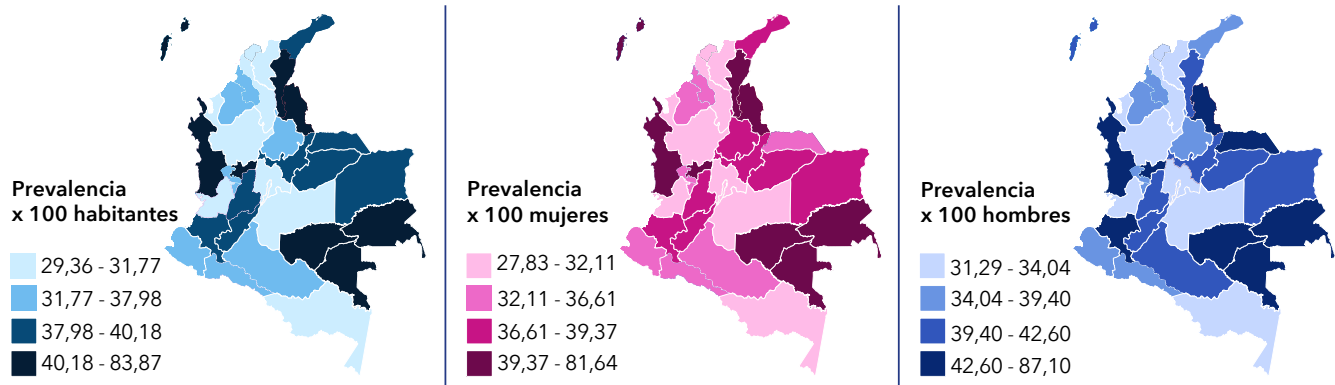 Prevalencia
x 100 habitantes
29,36 - 31,77
31,77 - 37,98
37,98 - 40,18
40,18 - 83,87
Prevalencia
x 100 mujeres
27,83 - 32,11
32,11 - 36,61
36,61 - 39,37
39,37 - 81,64
Prevalencia
x 100 hombres
31,29 - 34,04
34,04 - 39,40
39,40 - 42,60
42,60 - 87,10